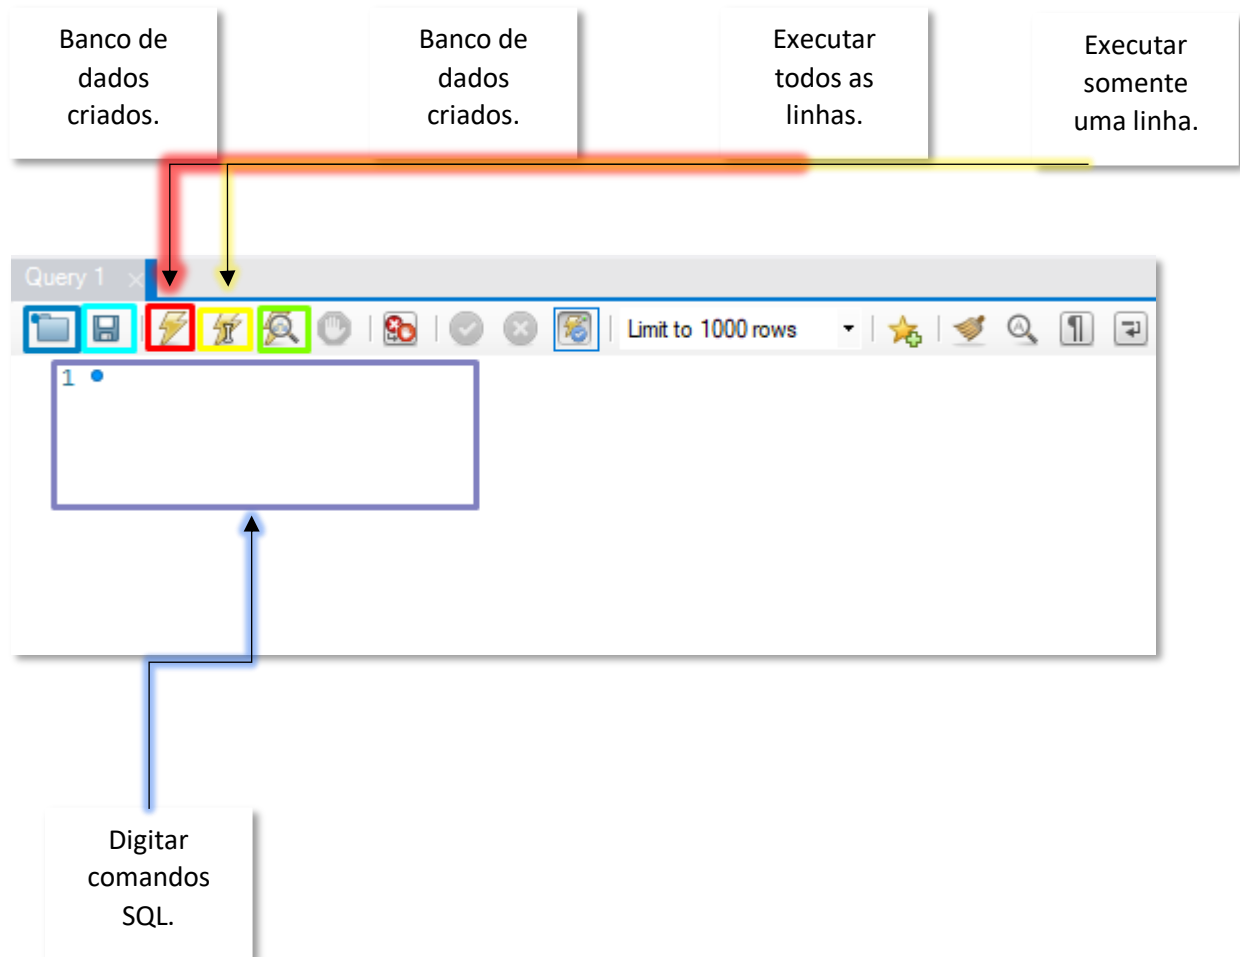 Banco de
dados
criados.
Banco de
dados
criados.
Executar
todos as
linhas.
Executar
somente
uma linha.
Query 1
Limit to 1000 rows
1
Digitar
comandos
SQL.